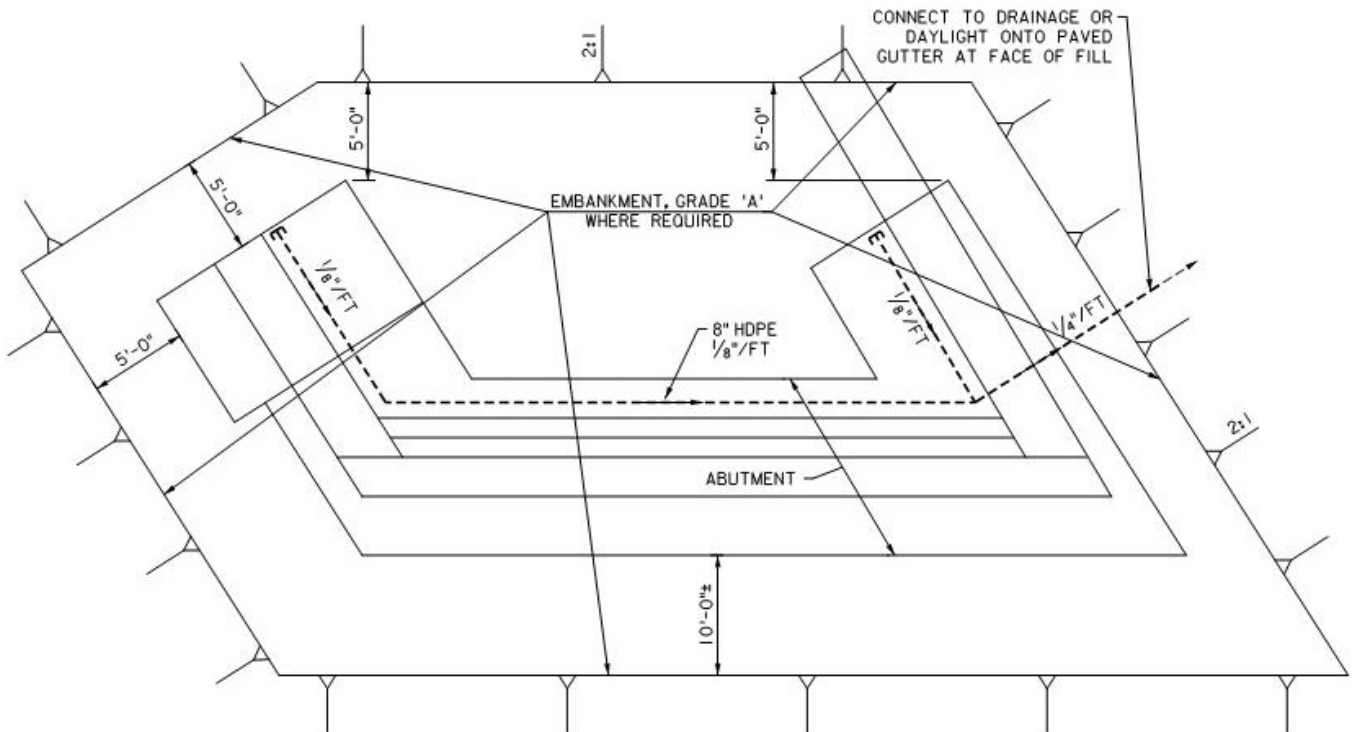 CONNECT TO DRAINAGE OR
DAYLIGHT ONTO PAVED
GUTTER AT FACE OF FILL
2:1
5'-0"
5'-0"
5'-0"
EMBANKMENT, GRADE 'A'
WHERE REQUIRED
1/8"/FT
1/8"/FT
1/4"/FT
5'-0"
8" HDPE
1/8"/FT
2:1
ABUTMENT
10'-0"±